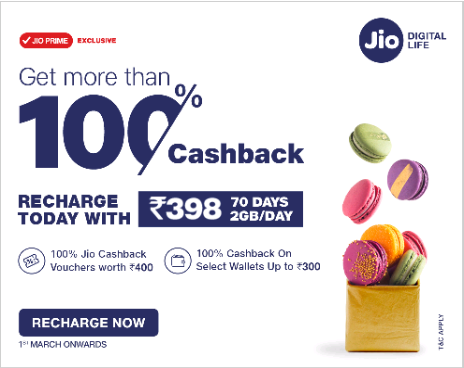 JIO PRIME EXCLUSIVE
Jio DIGITAL
LIFE
Get more than
100%
Cashback
RECHARGE
TODAY WITH
₹398 70 DAYS
2GB/DAY
100% Jio Cashback
Vouchers worth ₹400
100% Cashback On
Select Wallets Up to ₹300
RECHARGE NOW
1ST MARCH ONWARDS
T&C APPLY